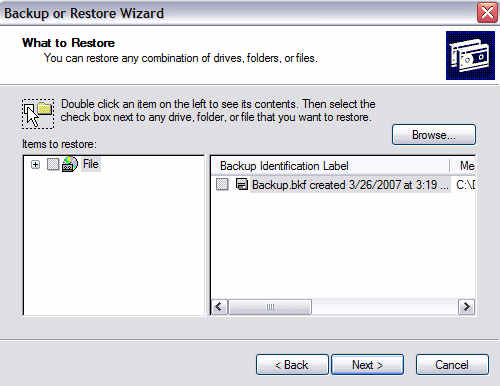 Backup or Restore Wizard
What to Restore
You can restore any combination of drives, folders, or files.
Double click an item on the left to see its contents. Then select the
check box next to any drive, folder, or file that you want to restore.
Browse...
Items to restore:
File
Backup Identification Label
Me
Backup.bkf created 3/26/2007 at 3:19 ...
C:\D
< Back
Next >
Cancel